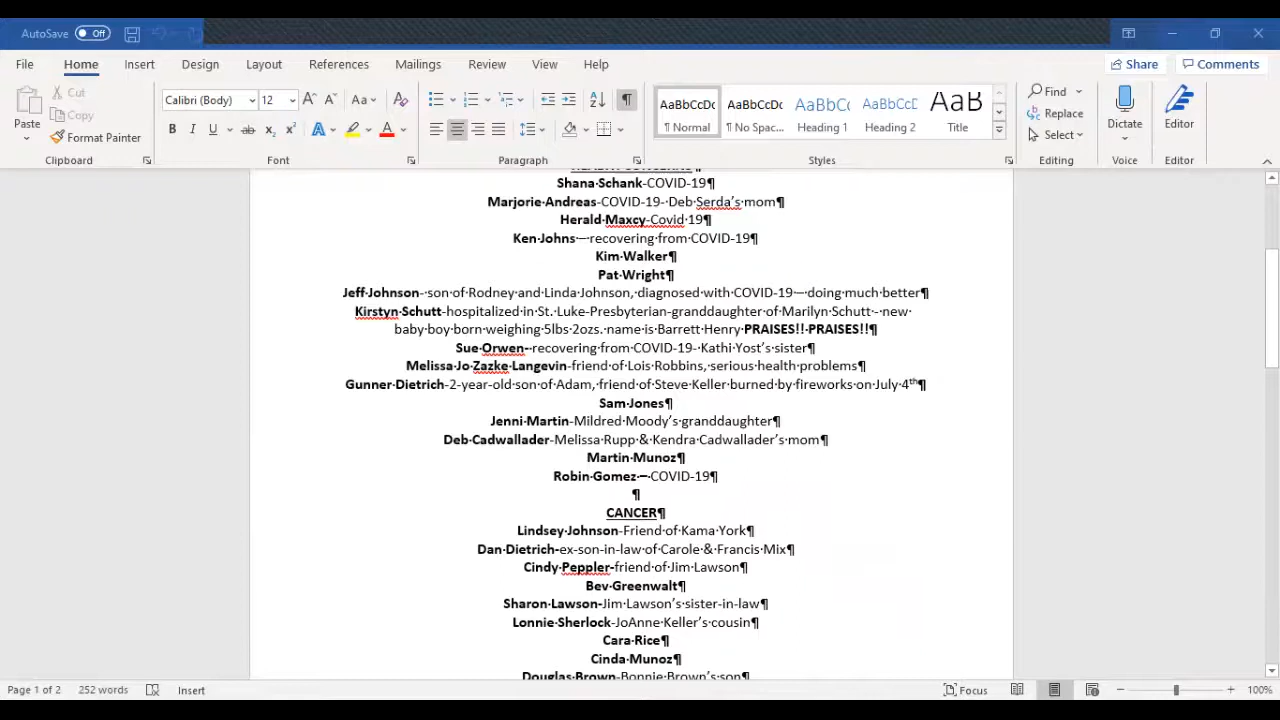 AutoSave Off
File Home Insert Design Layout References Mailings Review View Help Share Comments
Paste Cut Copy Format Painter Clipboard
Calibri (Body) 12 Font
Paragraph
AaBbCcDc ¶ Normal AaBbCcDc ¶ No Spac... AaBbCc Heading 1 AaBbCcD Heading 2 AaB Title Styles
Find Replace Select Editing
Dictate Voice
Editor Editor
HEALTH CONCERNS¶
Shana·Schank-COVID-19¶
Marjorie·Andreas-COVID-19-·Deb·Serda's·mom¶
Herald·Maxcy-Covid·19¶
Ken·Johns·–·recovering·from·COVID-19¶
Kim·Walker¶
Pat·Wright¶
Jeff·Johnson-·son·of·Rodney·and·Linda·Johnson,·diagnosed·with·COVID-19·–·doing·much·better¶
Kirstyn·Schutt-hospitalized·in·St.·Luke-Presbyterian-granddaughter·of·Marilyn·Schutt·-·new·
baby·boy·born·weighing·5lbs·2ozs.·name·is·Barrett·Henry·PRAISES!!·PRAISES!!¶
Sue·Orwen-·recovering·from·COVID-19-·Kathi·Yost's·sister¶
Melissa·Jo·Zazke·Langevin-friend·of·Lois·Robbins,·serious·health·problems¶
Gunner·Dietrich-2-year-old·son·of·Adam,·friend·of·Steve·Keller·burned·by·fireworks·on·July·4th¶
Sam·Jones¶
Jenni·Martin-Mildred·Moody's·granddaughter¶
Deb·Cadwallader-Melissa·Rupp·&·Kendra·Cadwallader's·mom¶
Martin·Munoz¶
Robin·Gomez·–·COVID-19¶
¶
CANCER¶
Lindsey·Johnson-Friend·of·Kama·York¶
Dan·Dietrich-ex-son-in-law·of·Carole·&·Francis·Mix¶
Cindy·Peppler-friend·of·Jim·Lawson¶
Bev·Greenwalt¶
Sharon·Lawson-Jim·Lawson's·sister-in-law¶
Lonnie·Sherlock-JoAnne·Keller's·cousin¶
Cara·Rice¶
Cinda·Munoz¶
Douglas·Brown-Bonnie·Brown's·son¶
Page 1 of 2 252 words Insert Focus 100%